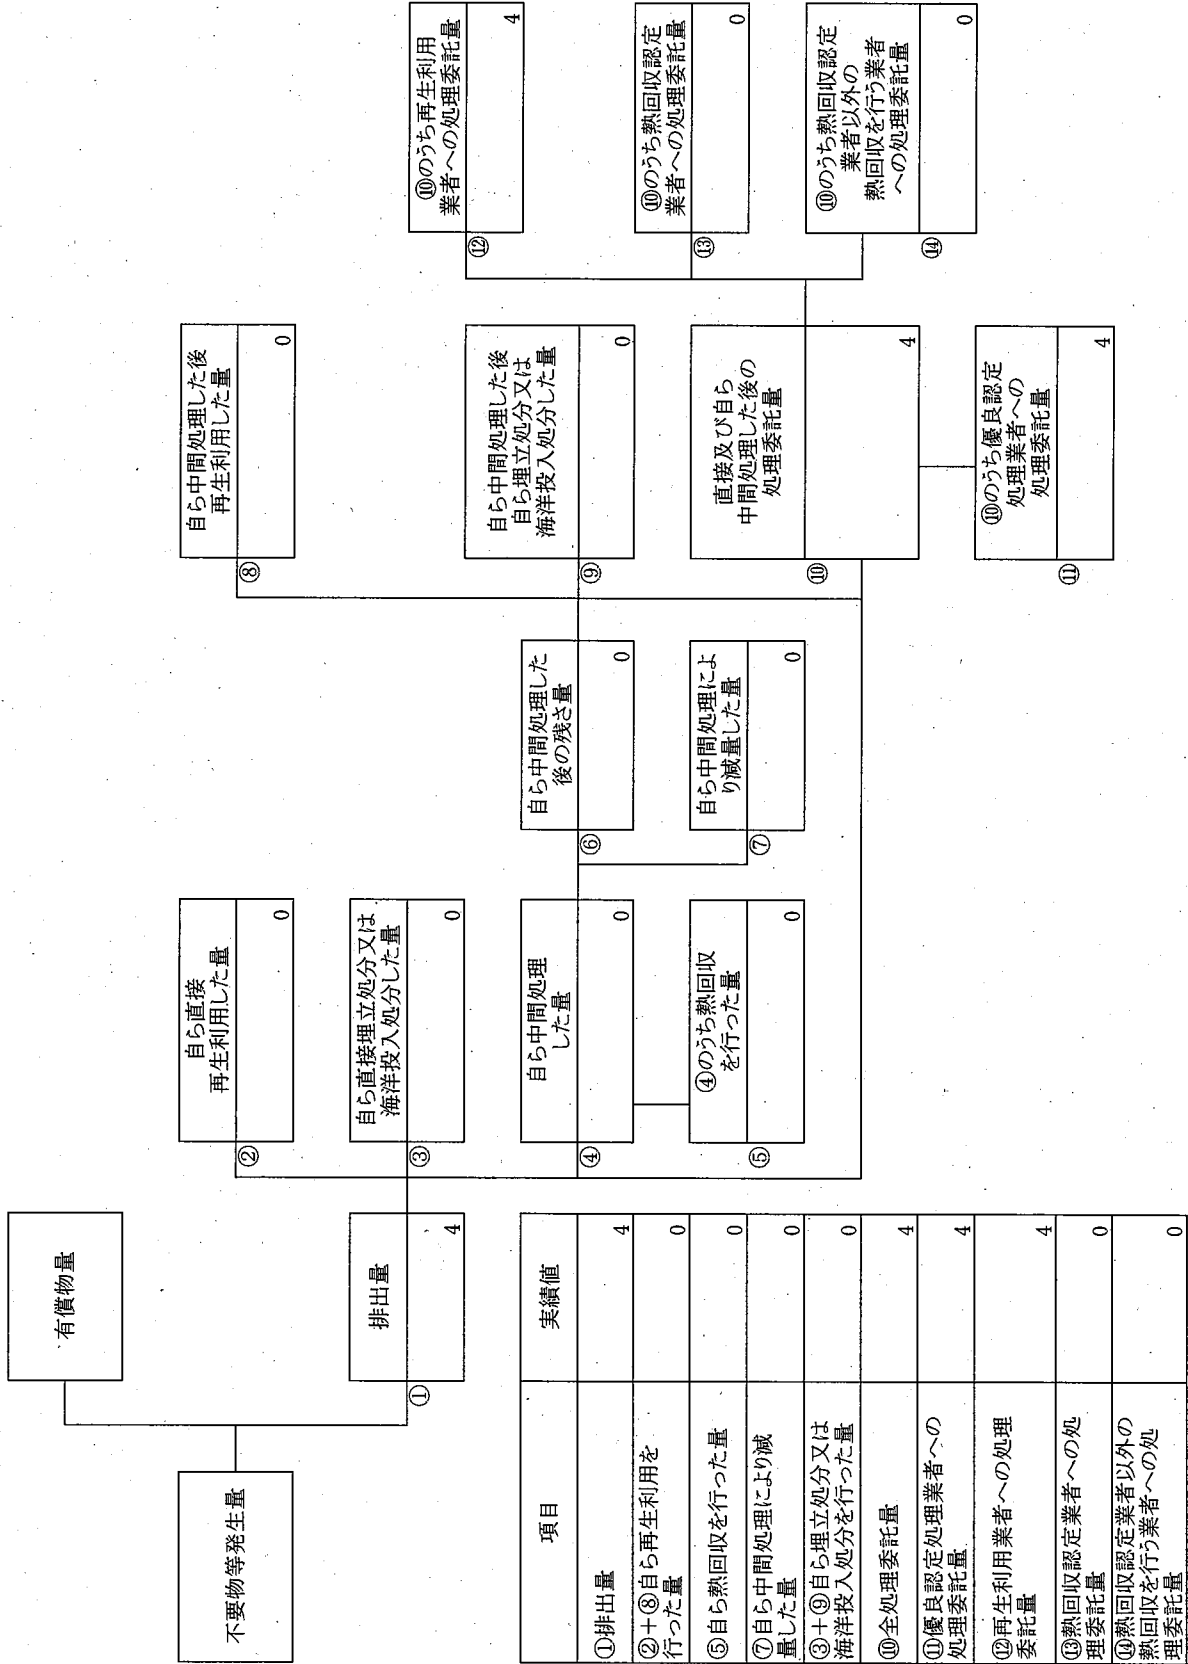 不要物等発生量
有償物量
排出量
①
4
自ら直接
再生利用した量
②
0
自ら直接埋立処分又は
海洋投入処分した量
③
0
自ら中間処理
した量
④
0
④のうち熱回収
を行った量
⑤
0
自ら中間処理した
後の残さ量
⑥
0
自ら中間処理によ
り減量した量
⑦
0
自ら中間処理した後
再生利用した量
⑧
0
自ら中間処理した後
自ら埋立処分又は
海洋投入処分した量
⑨
0
直接及び自ら
中間処理した後の
処理委託量
⑩
4
⑩のうち優良認定
処理業者への
処理委託量
⑪
4
⑩のうち再生利用
業者への処理委託量
⑫
4
⑩のうち熱回収認定
業者への処理委託量
⑬
0
⑩のうち熱回収認定
業者以外の
熱回収を行う業者
への処理委託量
⑭
0
項目 実績値
①排出量 4
②+⑧自ら再生利用を
行った量 0
⑤自ら熱回収を行った量 0
⑦自ら中間処理により減
量した量 0
③+⑨自ら埋立処分又は
海洋投入処分を行った量 0
⑩全処理委託量 4
⑪優良認定処理業者への
処理委託量 4
⑫再生利用業者への処理
委託量 4
⑬熱回収認定業者への処
理委託量 0
⑭熱回収認定業者以外の
熱回収を行う業者への処
理委託量 0